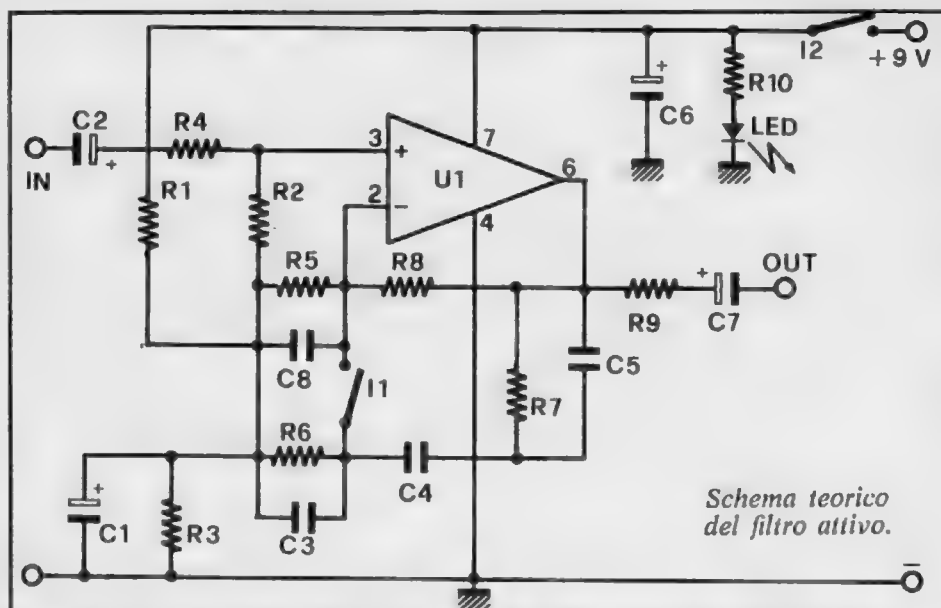 I2
+9 V
C2
+
R4
IN
R1
R2
3
+
2
−
U1
7
4
6
+
C6
R10
LED
R5
R8
+
OUT
R9
C7
C8
I1
R7
C5
R6
C4
+
C1
R3
C3
Schema teorico
del filtro attivo.
−